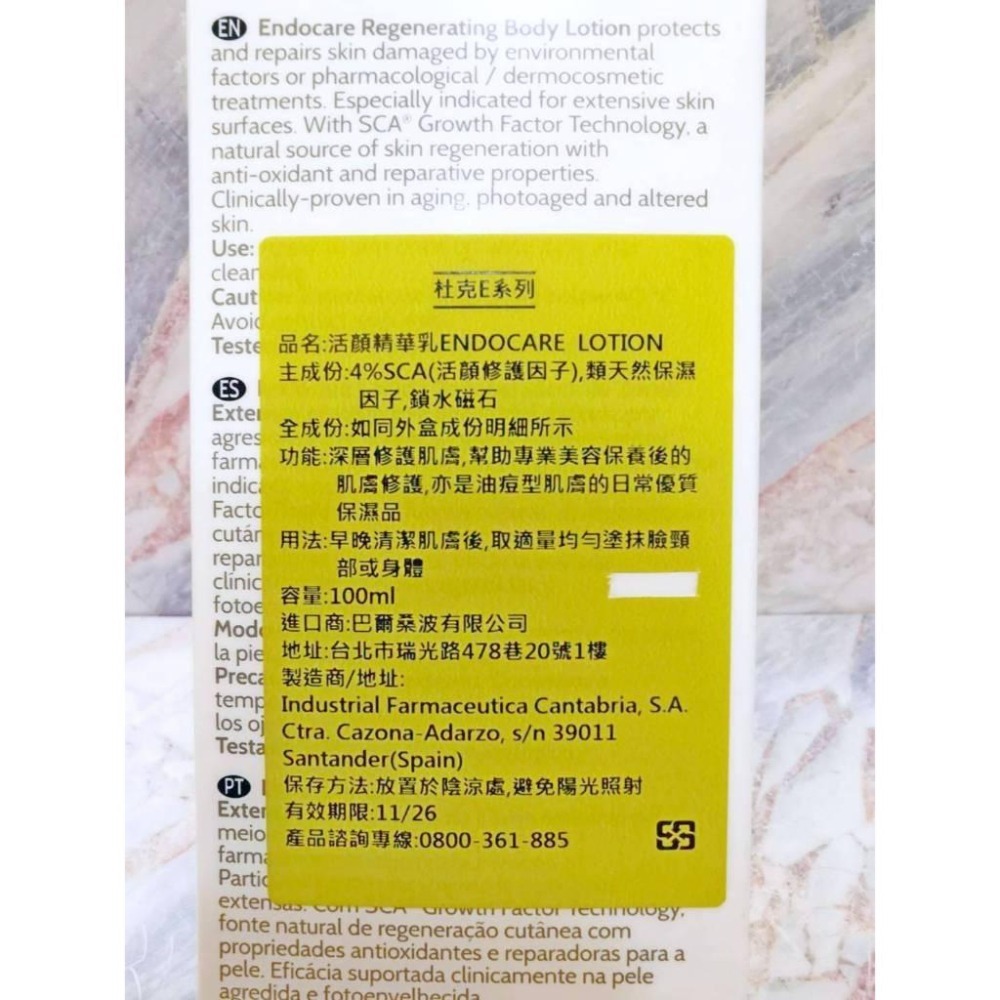 EN Endocare Regenerating Body Lotion protects
and repairs skin damaged by environmental
factors or pharmacological / dermocosmetic
treatments. Especially indicated for extensive skin
surfaces. With SCA® Growth Factor Technology, a
natural source of skin regeneration with
anti-oxidant and reparative properties.
Clinically-proven in aging, photoaged and altered
skin.
Use:
clean
Caut
Avoid
Teste
杜克E系列
品名:活顏精華乳ENDOCARE LOTION
主成份:4%SCA(活顏修護因子),類天然保濕
因子,鎖水磁石
全成份:如同外盒成份明細所示
功能:深層修護肌膚,幫助專業美容保養後的
肌膚修護,亦是油痘型肌膚的日常優質
保濕品
用法:早晚清潔肌膚後,取適量均勻塗抹臉頸
部或身體
容量:100ml
進口商:巴爾桑波有限公司
地址:台北市瑞光路478巷20號1樓
製造商/地址:
Industrial Farmaceutica Cantabria, S.A.
Ctra. Cazona-Adarzo, s/n 39011
Santander(Spain)
保存方法:放置於陰涼處,避免陽光照射
有效期限:11/26
產品諮詢專線:0800-361-885
ES
Exter
agres
farma
indica
Facto
cután
repar
clínic
fotoe
Modo
la pie
Preca
temp
los oj
Testa
PT
Exter
meio
farma
Partic
extensas. Com SCA® Growth Factor Technology,
fonte natural de regeneração cutânea com
propriedades antioxidantes e reparadoras para a
pele. Eficácia suportada clinicamente na pele
agredida e fotoenvelhecida.